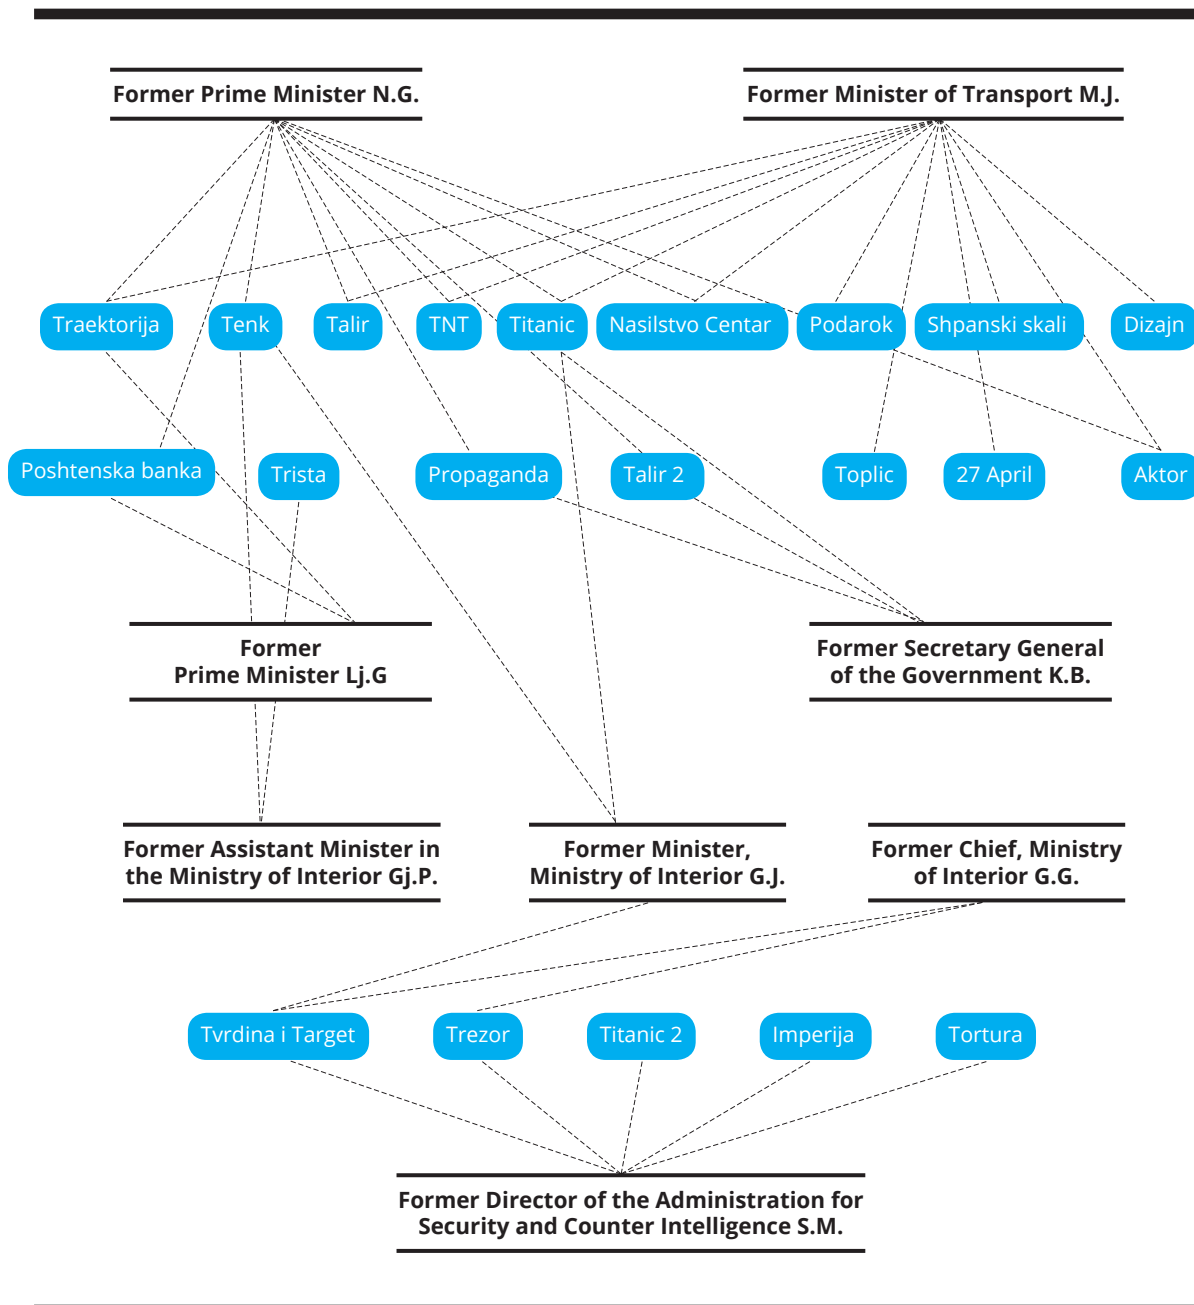 Former Prime Minister N.G.
Former Minister of Transport M.J.
Traektorija
Tenk
Talir
TNT
Titanic
Nasilstvo Centar
Podarok
Shpanski skali
Dizajn
Poshtenska banka
Trista
Propaganda
Talir 2
Toplic
27 April
Aktor
Former
Prime Minister Lj.G
Former Secretary General
of the Government K.B.
Former Assistant Minister in
the Ministry of Interior Gj.P.
Former Minister,
Ministry of Interior G.J.
Former Chief, Ministry
of Interior G.G.
Tvrdina i Target
Trezor
Titanic 2
Imperija
Tortura
Former Director of the Administration for
Security and Counter Intelligence S.M.